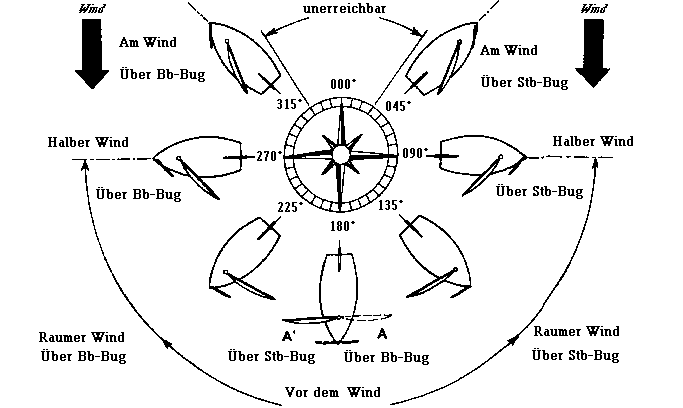 Wind
unerreichbar
Wind
Am Wind
Über Bb-Bug
Am Wind
Über Stb-Bug
000°
315°
045°
Halber Wind
270°
090°
Halber Wind
Über Bb-Bug
Über Stb-Bug
225°
135°
180°
Raumer Wind
Über Bb-Bug
A'
A
Raumer Wind
Über Stb-Bug
Über Stb-Bug
Über Bb-Bug
Vor dem Wind